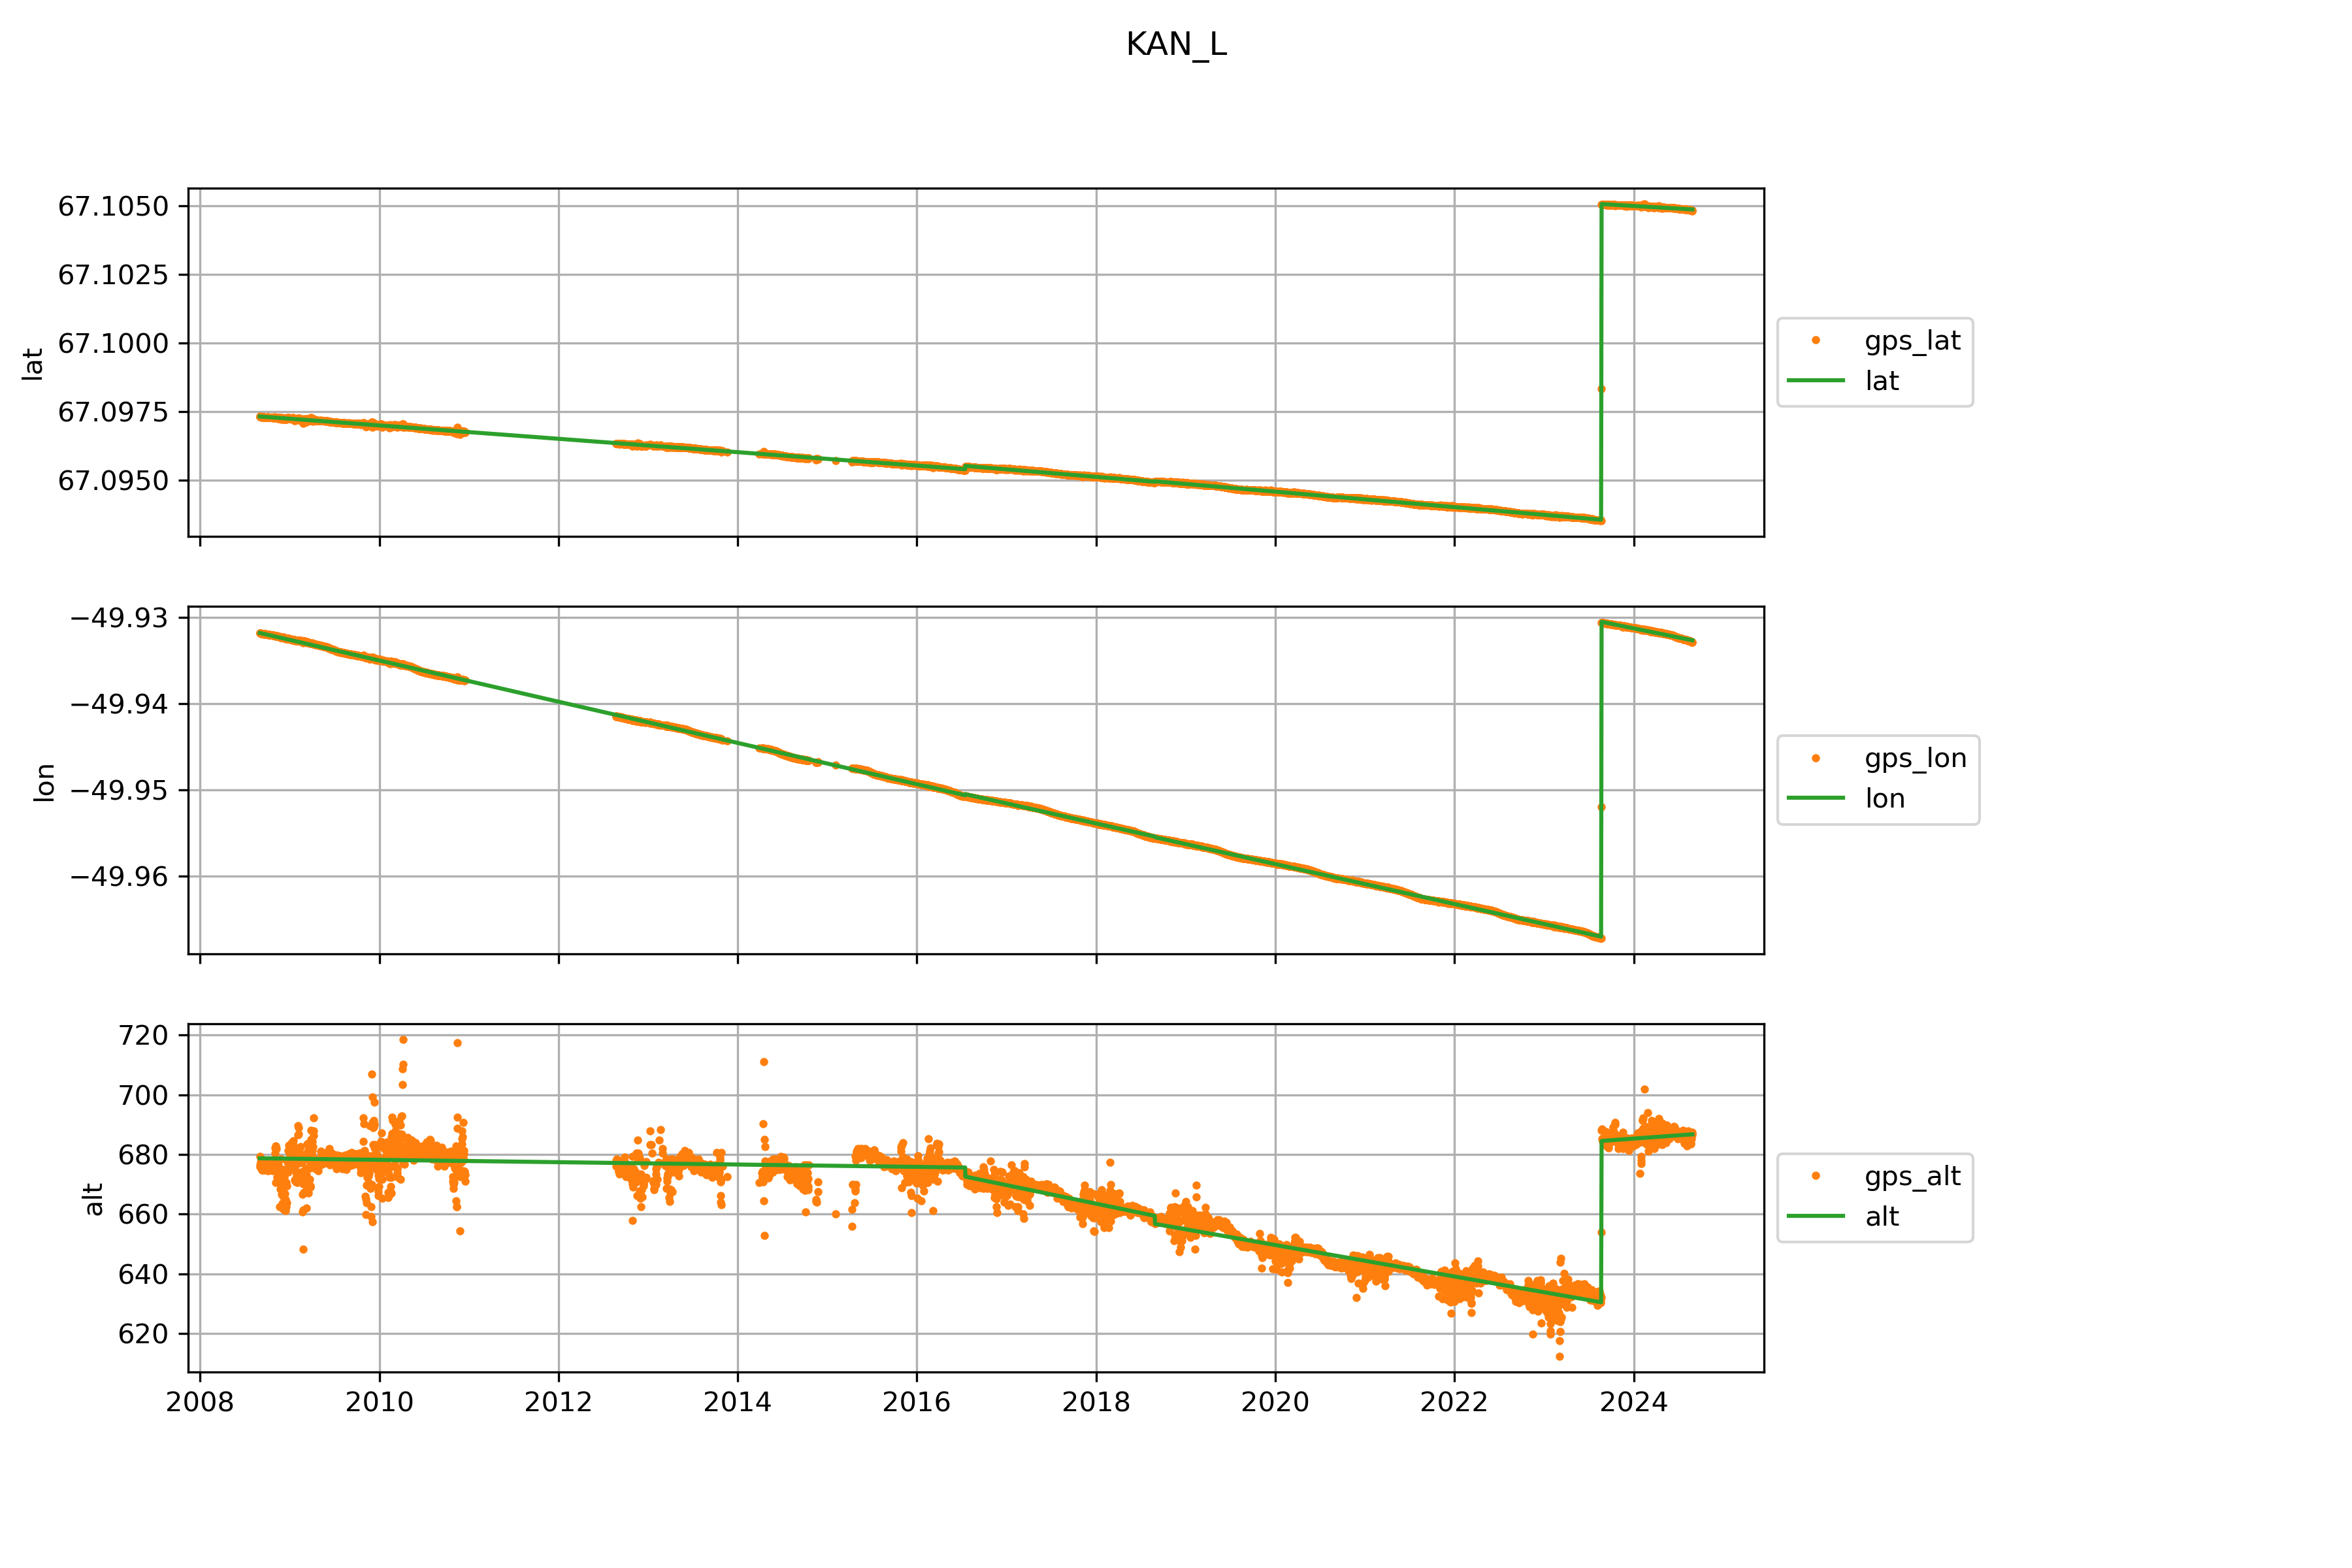 KAN_L
lat
67.1050
67.1025
67.1000
67.0975
67.0950
gps_lat
lat
lon
−49.93
−49.94
−49.95
−49.96
gps_lon
lon
alt
720
700
680
660
640
620
gps_alt
alt
2008 2010 2012 2014 2016 2018 2020 2022 2024